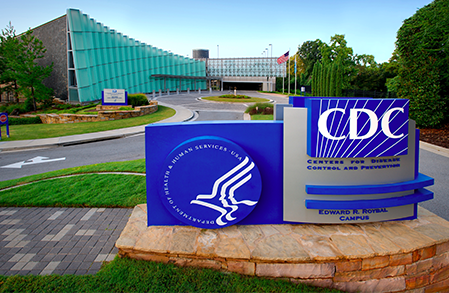 DEPARTMENT OF HEALTH & HUMAN SERVICES. USA
CDC
CENTERS FOR DISEASE
CONTROL AND PREVENTION
EDWARD R. ROYBAL
CAMPUS